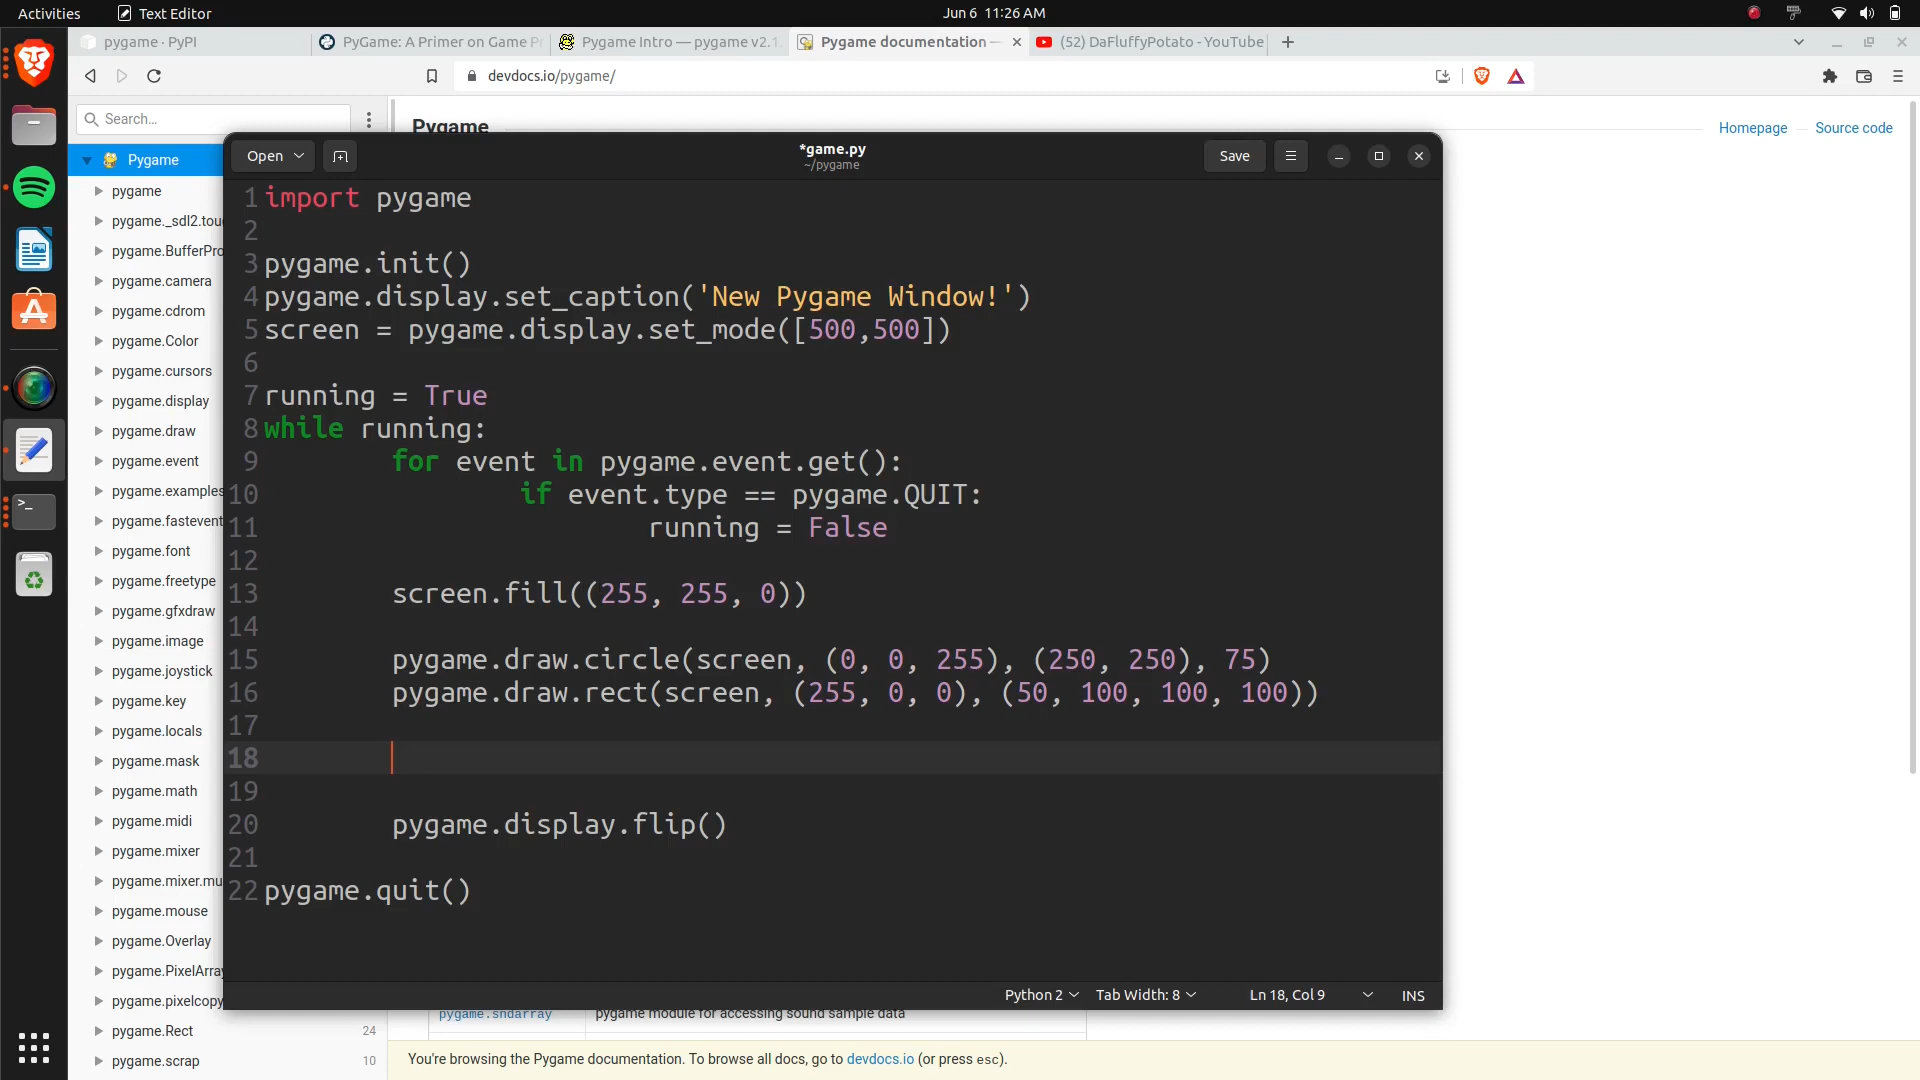 Activities
Text Editor
Jun 6 11:26 AM
pygame · PyPI
PyGame: A Primer on Game Pr
Pygame Intro — pygame v2.1.
Pygame documentation —
(52) DaFluffyPotato - YouTube
devdocs.io/pygame/
Search...
Pygame
Homepage
Source code
Pygame
pygame
pygame._sdl2.tou
pygame.BufferPro
pygame.camera
pygame.cdrom
pygame.Color
pygame.cursors
pygame.display
pygame.draw
pygame.event
pygame.examples
pygame.fastevent
pygame.font
pygame.freetype
pygame.gfxdraw
pygame.image
pygame.joystick
pygame.key
pygame.locals
pygame.mask
pygame.math
pygame.midi
pygame.mixer
pygame.mixer.mu
pygame.mouse
pygame.Overlay
pygame.PixelArray
pygame.pixelcopy
pygame.Rect 24
pygame.scrap 10
Open
*game.py
~/pygame
Save
1 import pygame
2
3 pygame.init()
4 pygame.display.set_caption('New Pygame Window!')
5 screen = pygame.display.set_mode([500,500])
6
7 running = True
8 while running:
9 for event in pygame.event.get():
10 if event.type == pygame.QUIT:
11 running = False
12
13 screen.fill((255, 255, 0))
14
15 pygame.draw.circle(screen, (0, 0, 255), (250, 250), 75)
16 pygame.draw.rect(screen, (255, 0, 0), (50, 100, 100, 100))
17
18
19
20 pygame.display.flip()
21
22 pygame.quit()
Python 2
Tab Width: 8
Ln 18, Col 9
INS
pygame.sndarray pygame module for accessing sound sample data
You're browsing the Pygame documentation. To browse all docs, go to devdocs.io (or press esc).